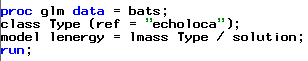 proc glm data = bats;
class Type (ref = "echoloca");
model lenergy = lmass Type / solution;
run;